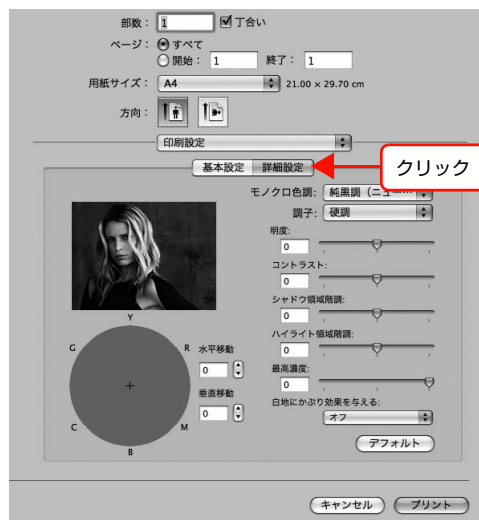 部数： 1 丁合い
ページ： すべて
開始： 1 終了： 1
用紙サイズ： A4 21.00 × 29.70 cm
方向：
印刷設定
基本設定 詳細設定
クリック
モノクロ色調： 純黒調（ニュー…
調子： 硬調
明度：
0
コントラスト：
0
シャドウ領域階調：
0
ハイライト領域階調：
0
最高濃度：
0
白地にかぶり効果を与える：
オフ
デフォルト
Y
G R
C M
B
水平移動
0
垂直移動
0
キャンセル プリント